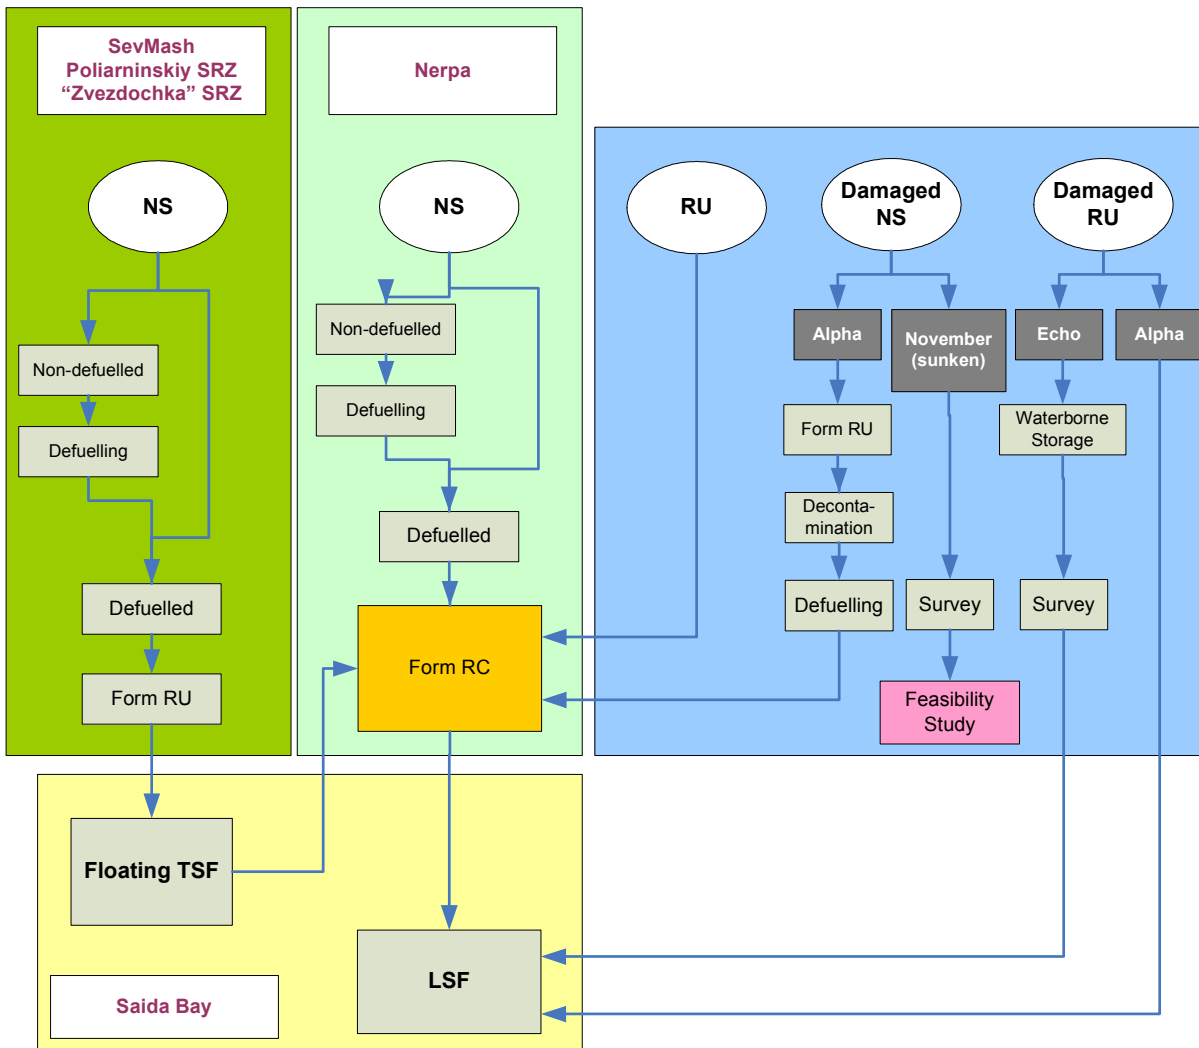 SevMash
Poliarninskiy SRZ
“Zvezdochka” SRZ
NS
Non-defuelled
Defuelling
Defuelled
Form RU
Nerpa
NS
Non-defuelled
Defuelling
Defuelled
Form RC
RU
Damaged
NS
Alpha
Form RU
Deconta-
mination
Defuelling
November
(sunken)
Survey
Feasibility
Study
Damaged
RU
Echo
Waterborne
Storage
Survey
Alpha
Floating TSF
LSF
Saida Bay